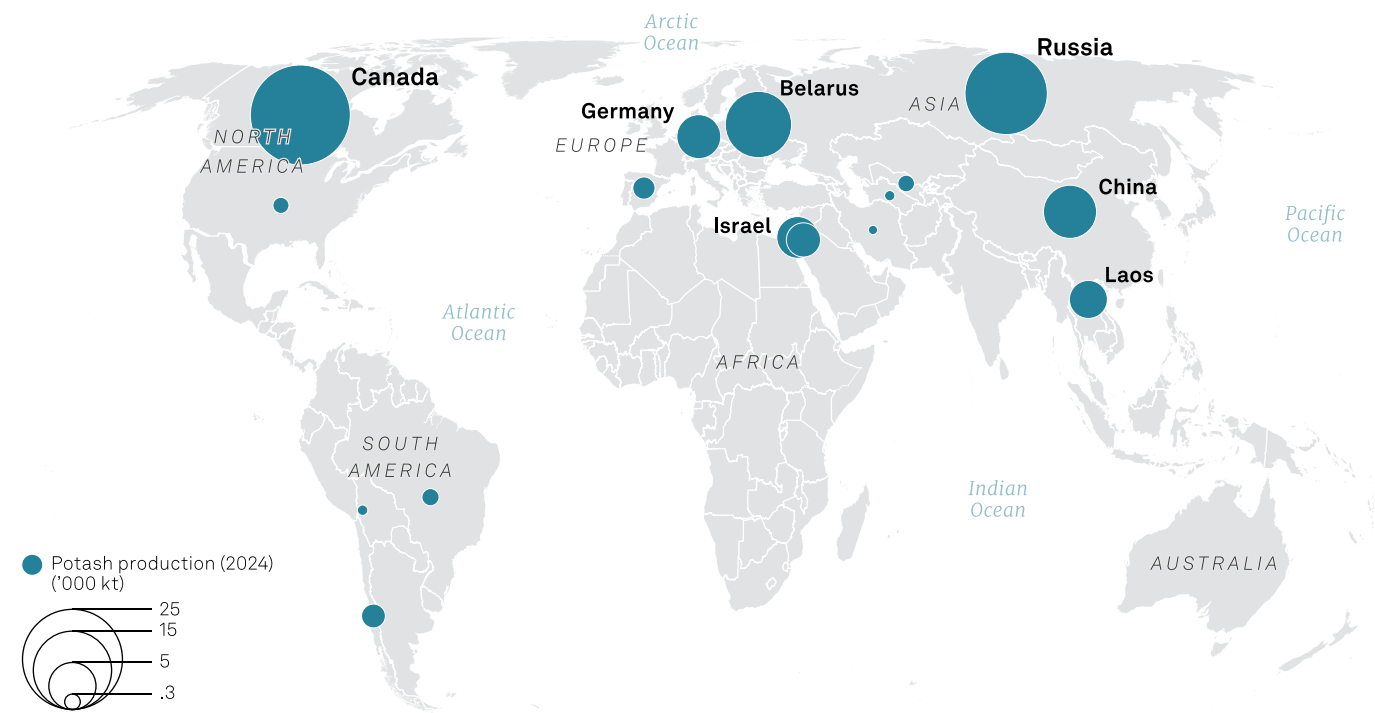 Arctic
Ocean
Russia
Canada
Belarus
Germany
ASIA
NORTH
AMERICA
EUROPE
China
Israel
Pacific
Ocean
Laos
Atlantic
Ocean
AFRICA
SOUTH
AMERICA
Indian
Ocean
AUSTRALIA
Potash production (2024)
('000 kt)
25
15
5
.3